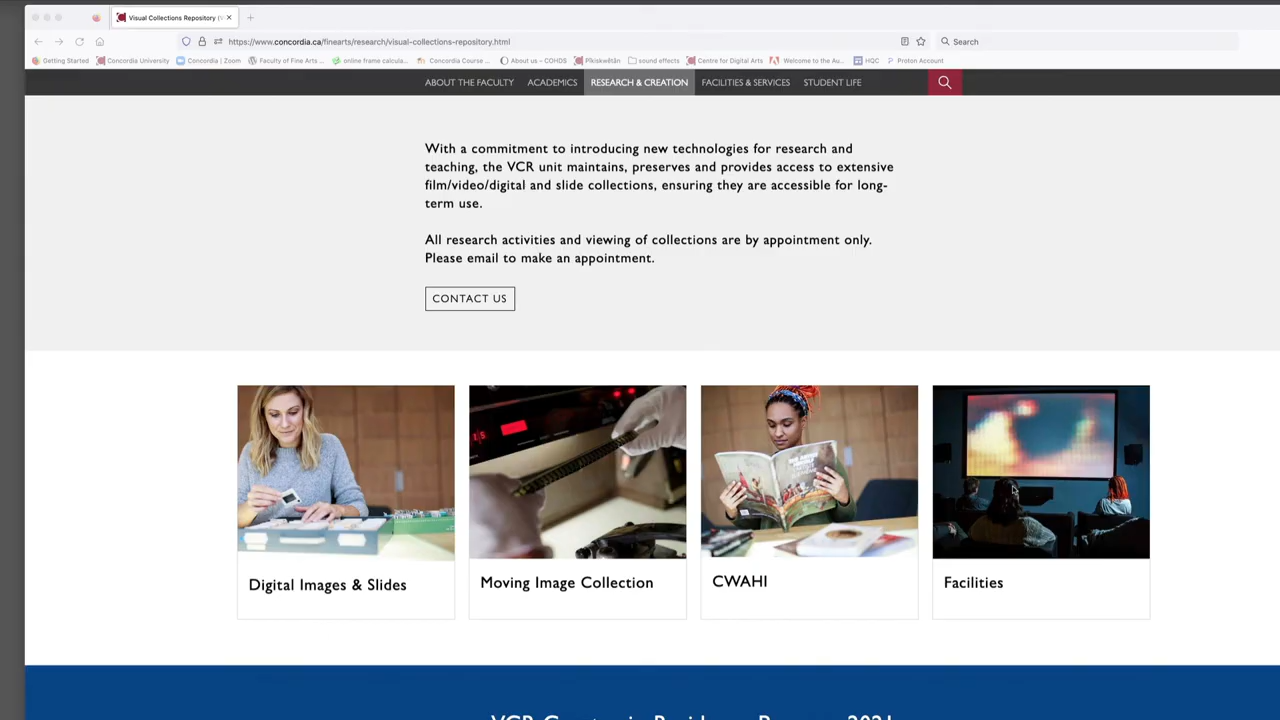 Visual Collections Repository (V
https://www.concordia.ca/finearts/research/visual-collections-repository.html
Search
Getting Started
Concordia University
Concordia | Zoom
Faculty of Fine Arts ...
online frame calcula...
Concordia Course ...
About us – COHDS
Pîkiskwêtân
sound effects
Centre for Digital Arts
Welcome to the Au...
HQC
Proton Account
ABOUT THE FACULTY
ACADEMICS
RESEARCH & CREATION
FACILITIES & SERVICES
STUDENT LIFE
With a commitment to introducing new technologies for research and
teaching, the VCR unit maintains, preserves and provides access to extensive
film/video/digital and slide collections, ensuring they are accessible for long-
term use.
All research activities and viewing of collections are by appointment only.
Please email to make an appointment.
CONTACT US
Digital Images & Slides
Moving Image Collection
CWAHI
Facilities